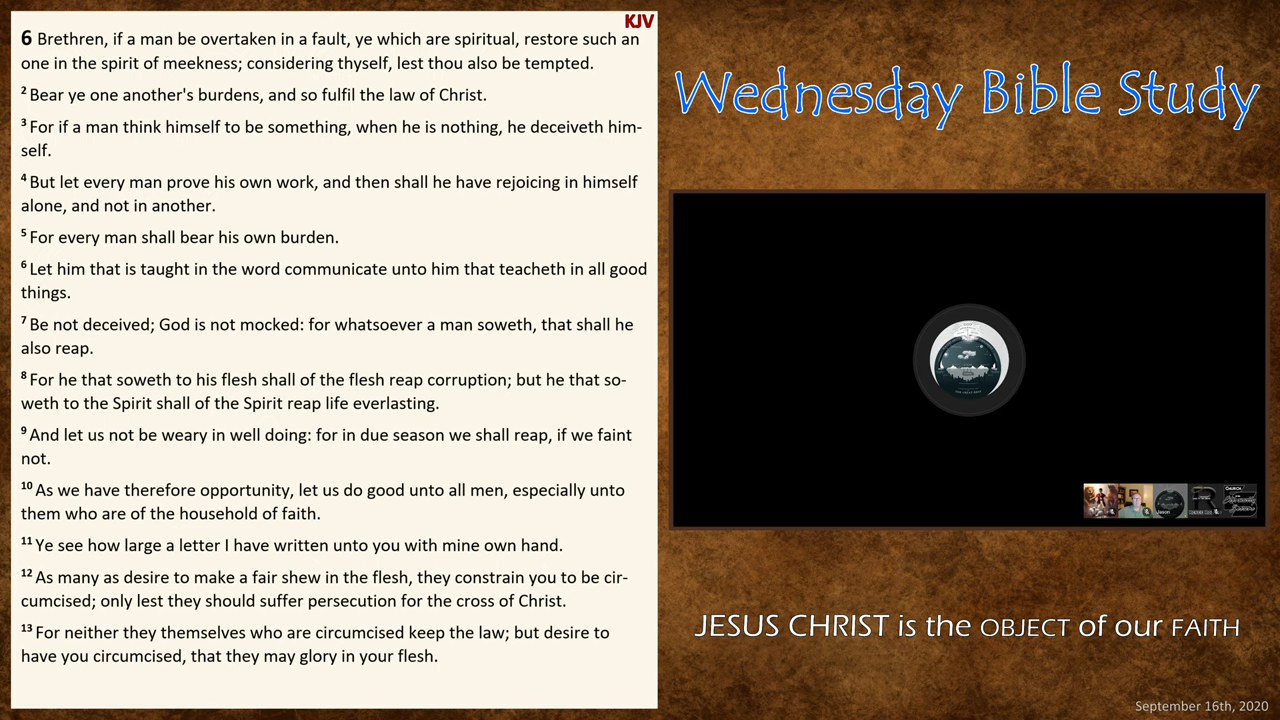 KJV
6 Brethren, if a man be overtaken in a fault, ye which are spiritual, restore such an
one in the spirit of meekness; considering thyself, lest thou also be tempted.
2 Bear ye one another's burdens, and so fulfil the law of Christ.
3 For if a man think himself to be something, when he is nothing, he deceiveth him-
self.
4 But let every man prove his own work, and then shall he have rejoicing in himself
alone, and not in another.
5 For every man shall bear his own burden.
6 Let him that is taught in the word communicate unto him that teacheth in all good
things.
7 Be not deceived; God is not mocked: for whatsoever a man soweth, that shall he
also reap.
8 For he that soweth to his flesh shall of the flesh reap corruption; but he that so-
weth to the Spirit shall of the Spirit reap life everlasting.
9 And let us not be weary in well doing: for in due season we shall reap, if we faint
not.
10 As we have therefore opportunity, let us do good unto all men, especially unto
them who are of the household of faith.
11 Ye see how large a letter I have written unto you with mine own hand.
12 As many as desire to make a fair shew in the flesh, they constrain you to be cir-
cumcised; only lest they should suffer persecution for the cross of Christ.
13 For neither they themselves who are circumcised keep the law; but desire to
have you circumcised, that they may glory in your flesh.
Wednesday Bible Study
CHURCH
Jason
JESUS CHRIST is the OBJECT of our FAITH
September 16th, 2020